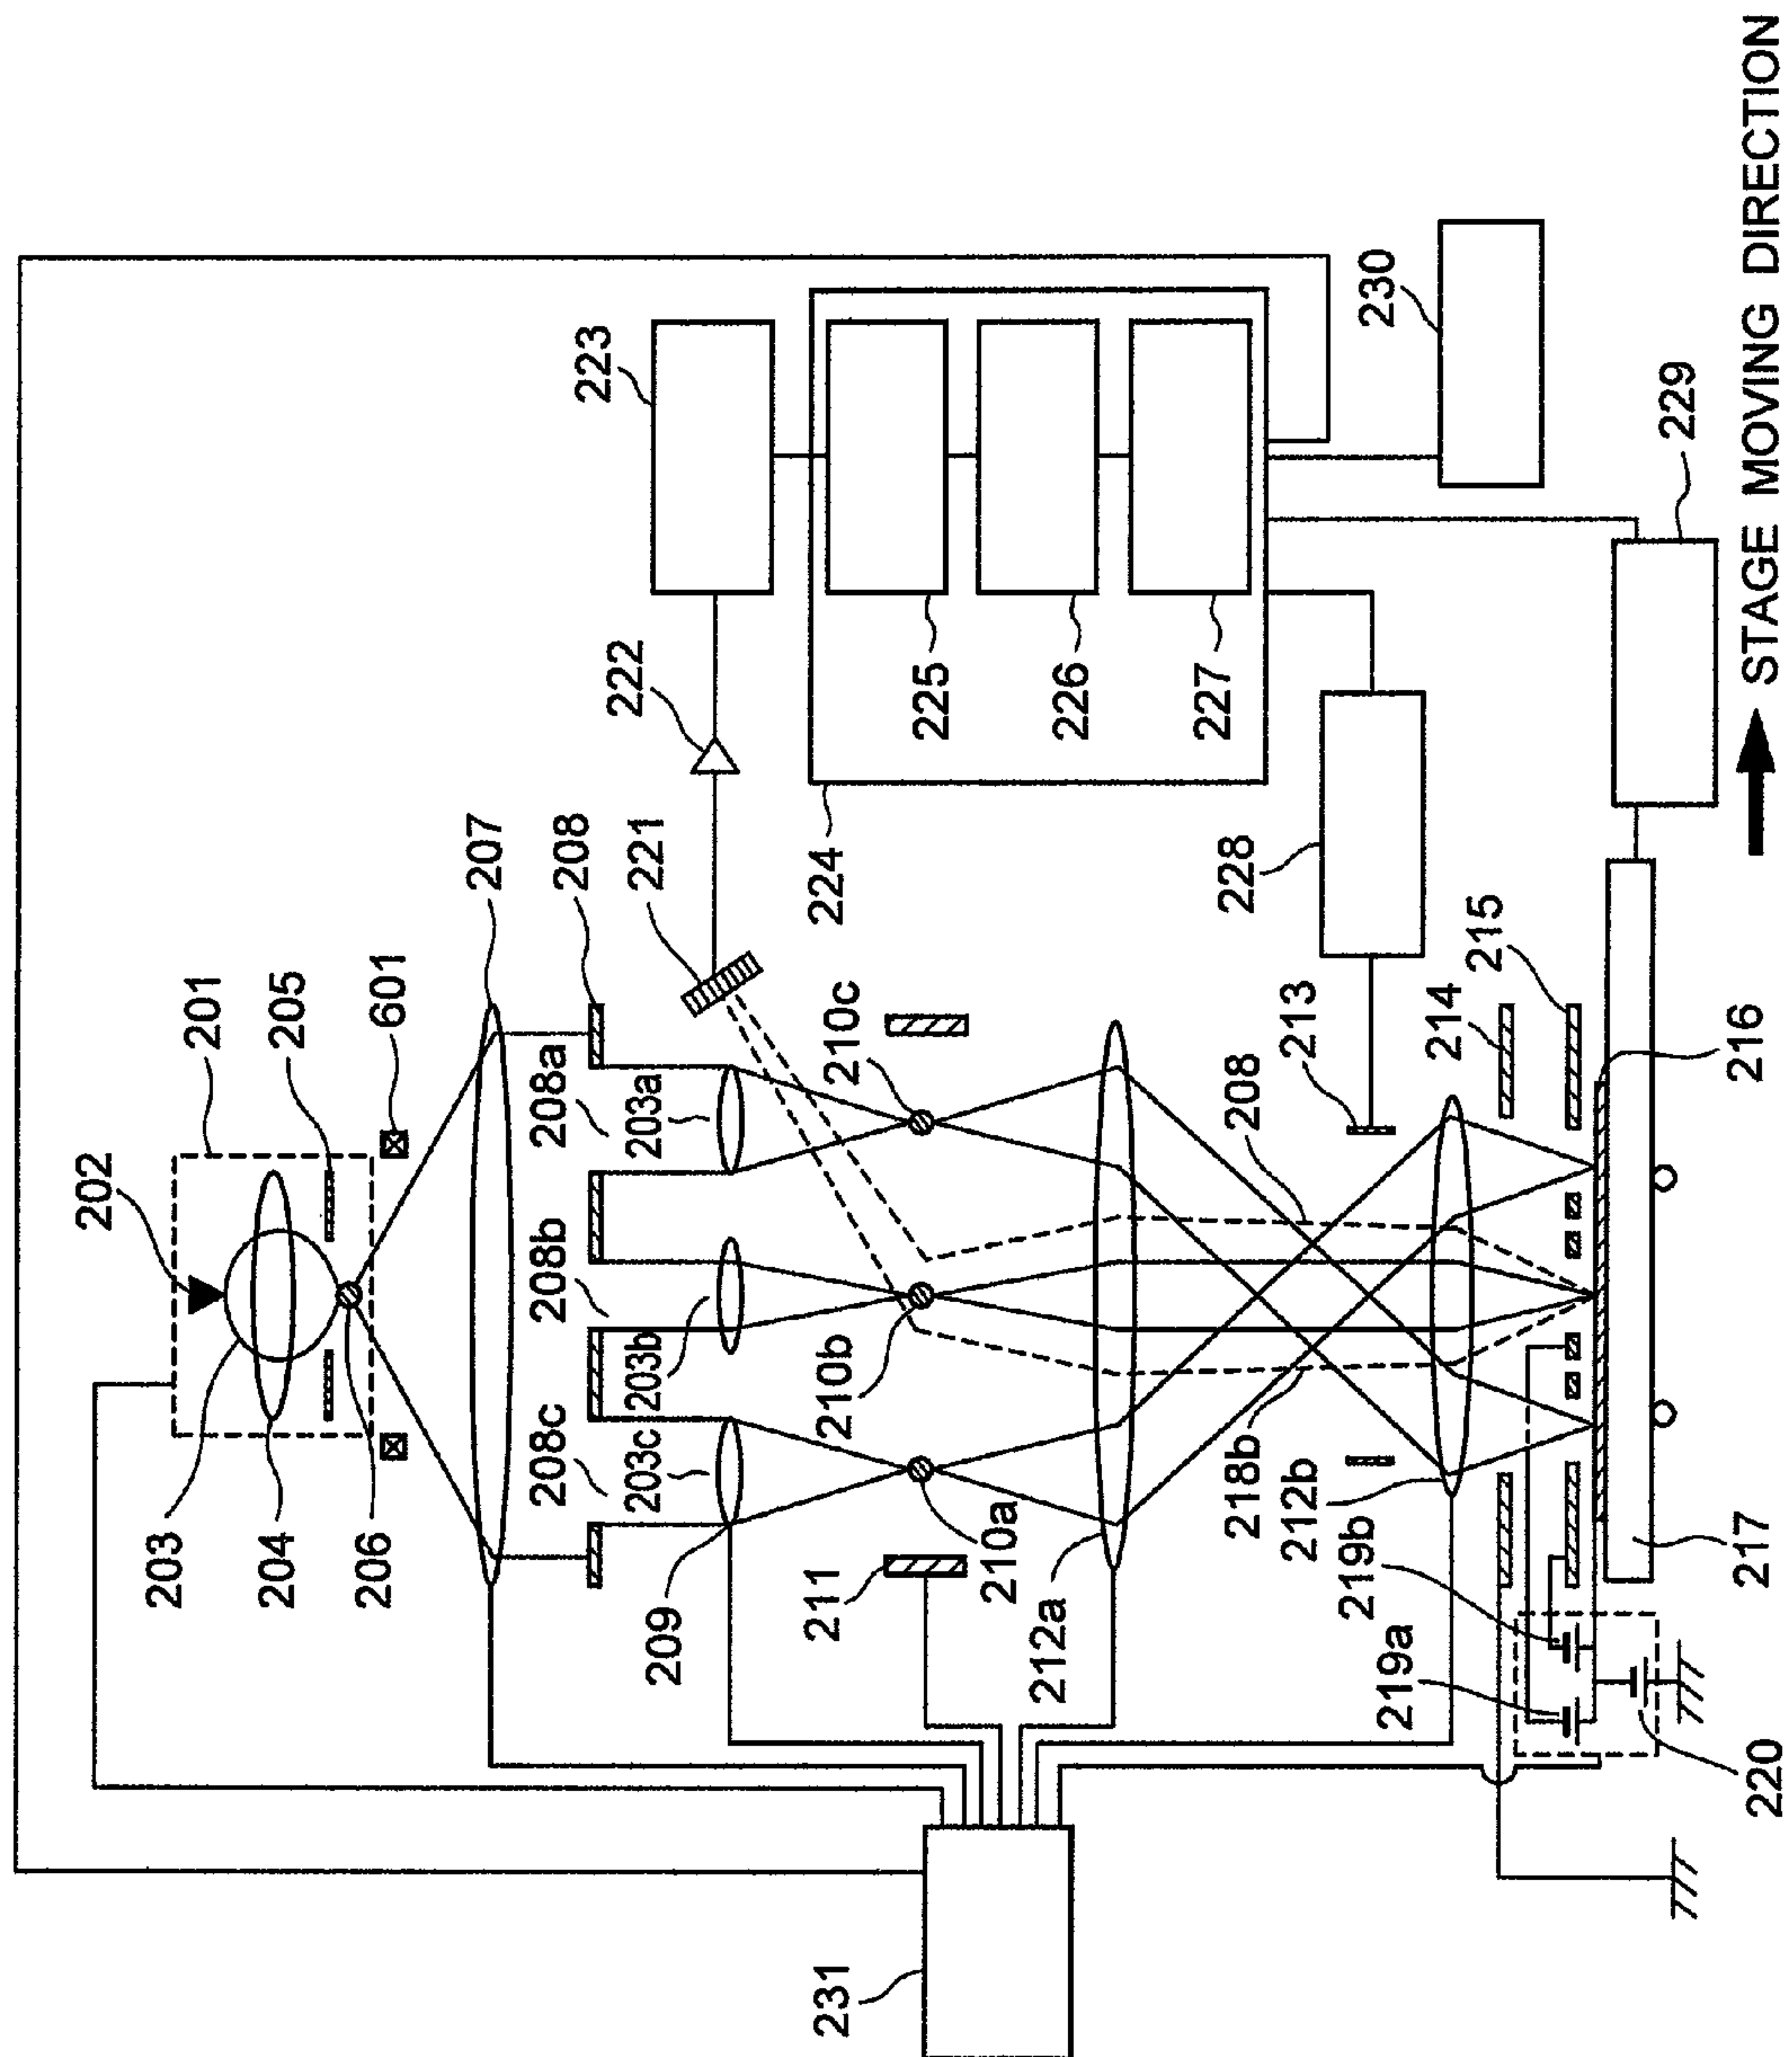 202
201
205
601
203
204
206
207
208
208a
208b
208c
203a
203b
203c
209
221
222
223
210c
210b
210a
211
224
225
226
227
212a
208
218b
212b
213
228
230
214
215
219b
219a
216
217
220
229
231
STAGE MOVING DIRECTION